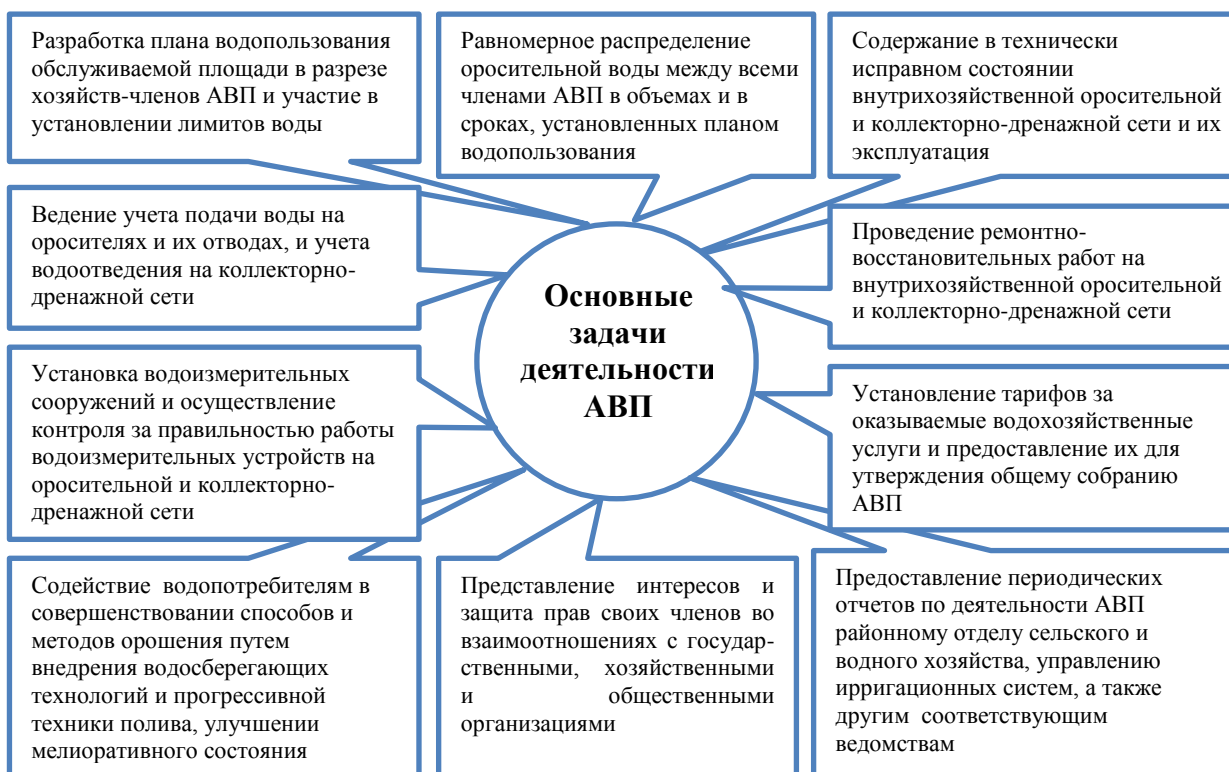 Разработка плана водопользования
обслуживаемой площади в разрезе
хозяйств-членов АВП и участие в
установлении лимитов воды
Равномерное распределение
оросительной воды между всеми
членами АВП в объемах и в
сроках, установленных планом
водопользования
Содержание в технически
исправном состоянии
внутрихозяйственной оросительной
и коллекторно-дренажной сети и их
эксплуатация
Ведение учета подачи воды на
оросителях и их отводах, и учета
водоотведения на коллекторно-
дренажной сети
Основные
задачи
деятельности
АВП
Проведение ремонтно-
восстановительных работ на
внутрихозяйственной оросительной
и коллекторно-дренажной сети
Установка водоизмерительных
сооружений и осуществление
контроля за правильностью работы
водоизмерительных устройств на
оросительной и коллекторно-
дренажной сети
Установление тарифов за
оказываемые водохозяйственные
услуги и предоставление их для
утверждения общему собранию
АВП
Содействие водопотребителям в
совершенствовании способов и
методов орошения путем
внедрения водосберегающих
технологий и прогрессивной
техники полива, улучшении
мелиоративного состояния
Представление интересов и
защита прав своих членов во
взаимоотношениях с государ-
ственными, хозяйственными
и общественными
организациями
Предоставление периодических
отчетов по деятельности АВП
районному отделу сельского и
водного хозяйства, управлению
ирригационных систем, а также
другим соответствующим
ведомствам